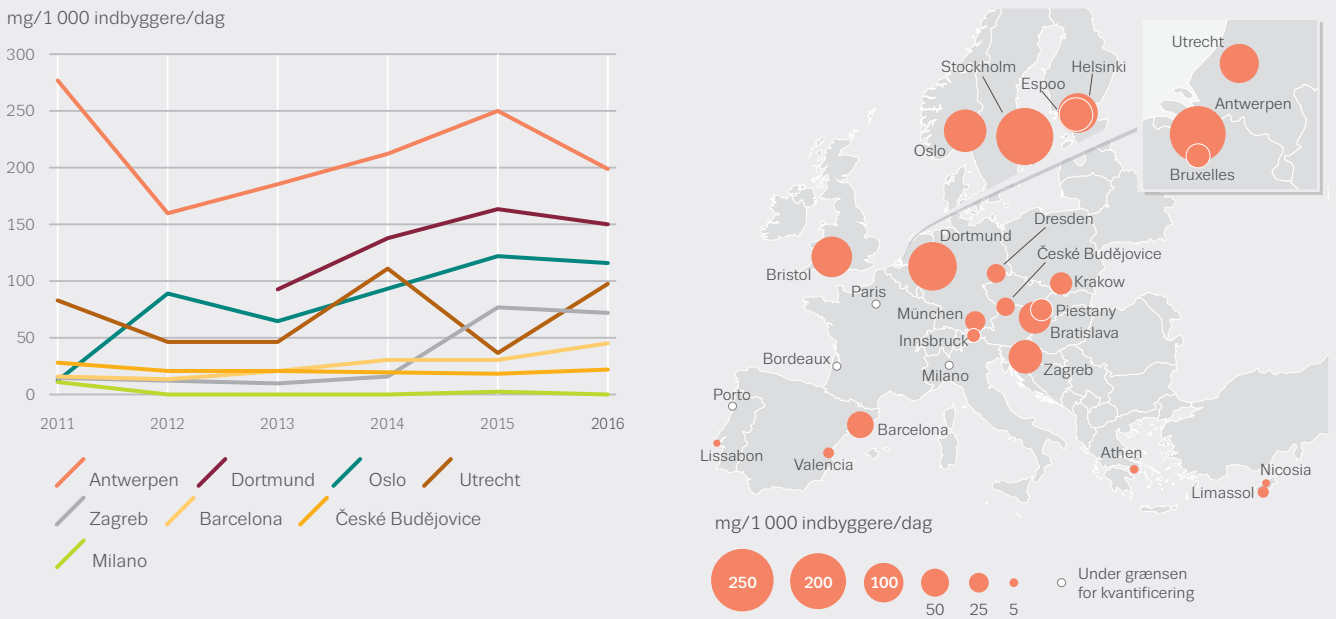 mg/1 000 indbyggere/dag
300
250
200
150
100
50
0
2011 2012 2013 2014 2015 2016
Antwerpen Dortmund Oslo Utrecht
Zagreb Barcelona České Budějovice
Milano
Utrecht
Antwerpen
Bruxelles
Stockholm
Helsinki
Espoo
Oslo
Dresden
Dortmund
České Budějovice
Bristol
Krakow
Paris
München
Piestany
Bratislava
Innsbruck
Bordeaux
Milano
Zagreb
Porto
Barcelona
Lissabon
Valencia
Athen
Nicosia
Limassol
mg/1 000 indbyggere/dag
250 200 100 50 25 5
Under grænsen
for kvantificering